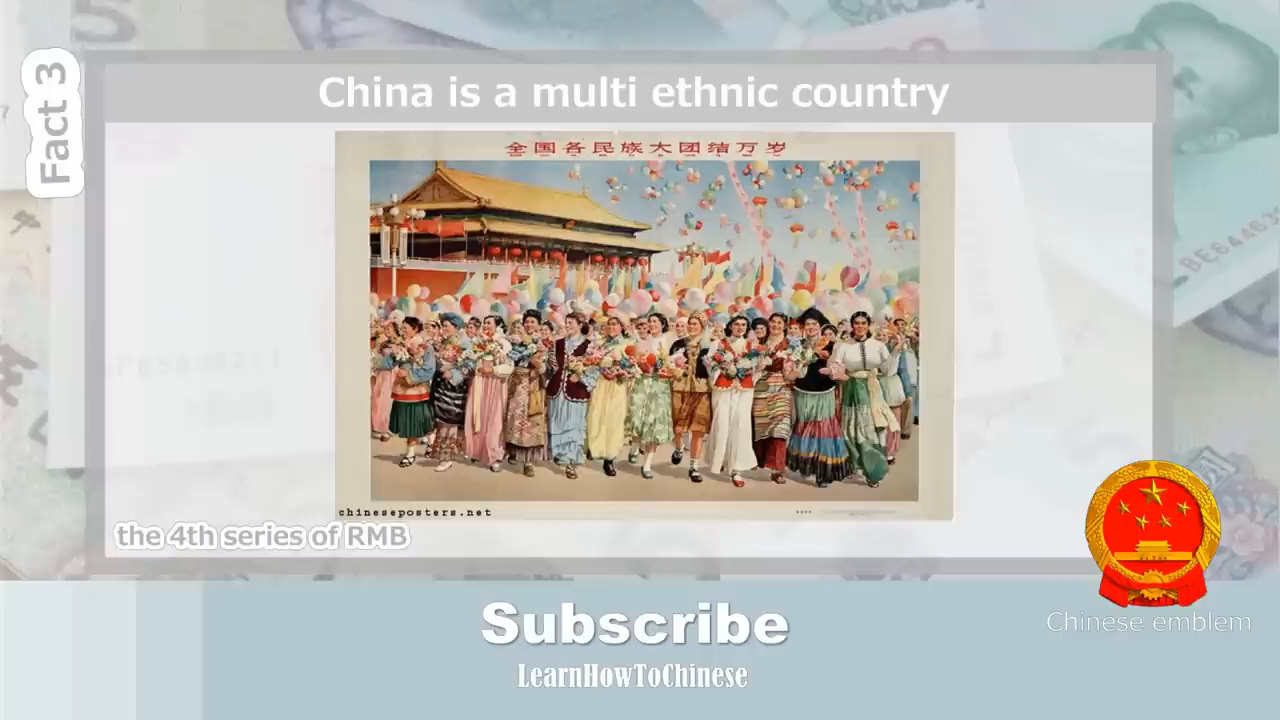 Fact 3
China is a multi ethnic country
全国各民族大团结万岁
chineseposters.net
the 4th series of RMB
Subscribe
LearnHowToChinese
Chinese emblem